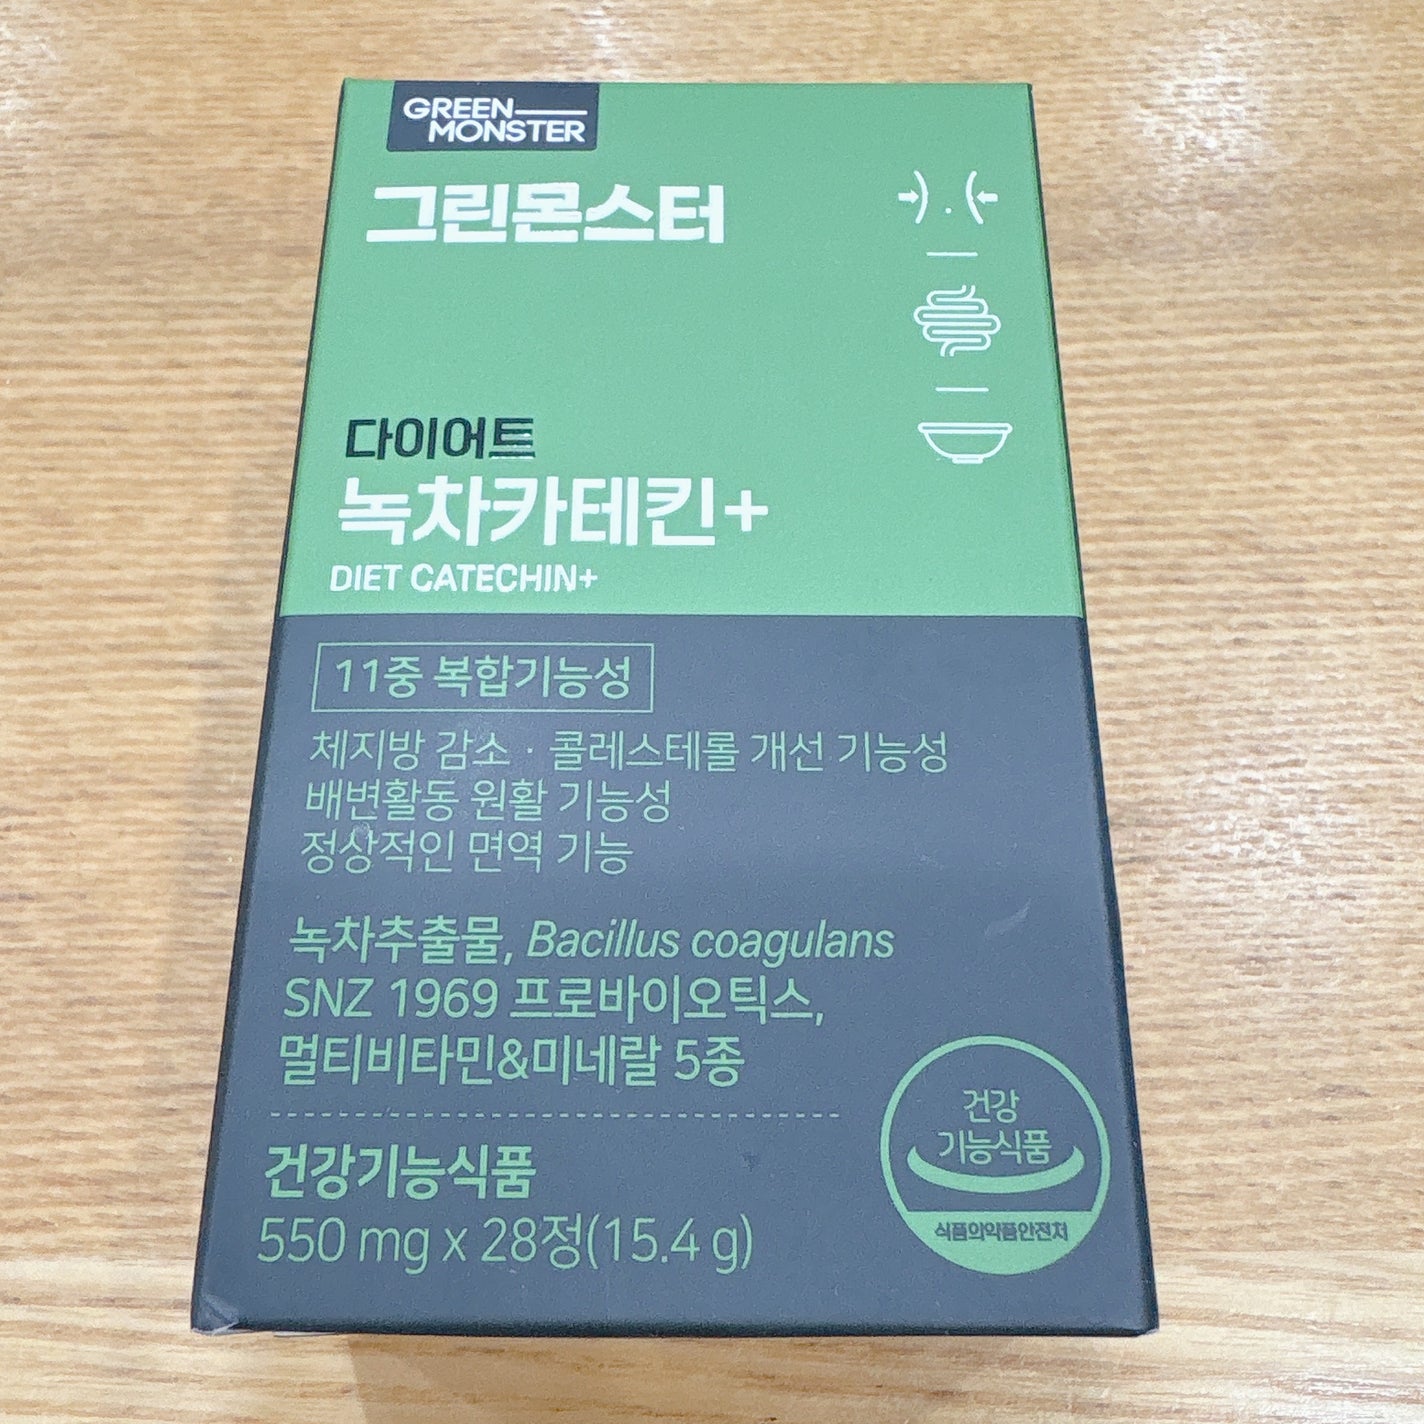 GREEN
MONSTER
그린몬스터
다이어트
녹차카테킨+
DIET CATECHIN+
11중 복합기능성
체지방 감소 · 콜레스테롤 개선 기능성
배변활동 원활 기능성
정상적인 면역 기능
녹차추출물, Bacillus coagulans
SNZ 1969 프로바이오틱스,
멀티비타민&미네랄 5종
건강기능식품
550 mg x 28정(15.4 g)
건강
기능식품
식품의약품안전처